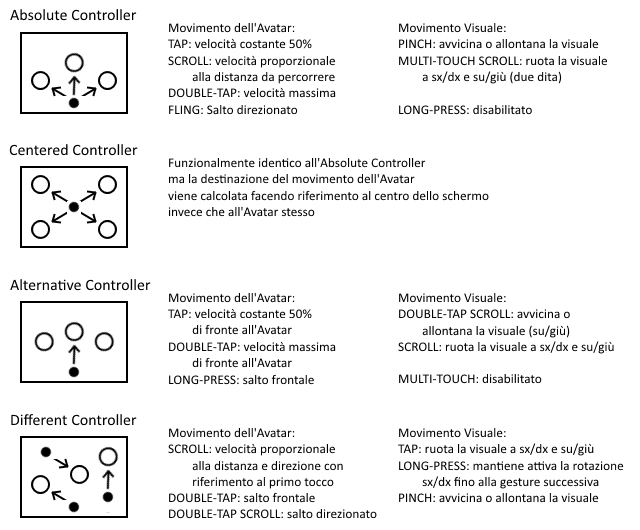 Absolute Controller
Movimento dell'Avatar:
TAP: velocità costante 50%
SCROLL: velocità proporzionale
alla distanza da percorrere
DOUBLE-TAP: velocità massima
FLING: Salto direzionato
Movimento Visuale:
PINCH: avvicina o allontana la visuale
MULTI-TOUCH SCROLL: ruota la visuale
a sx/dx e su/giù (due dita)
LONG-PRESS: disabilitato
Centered Controller
Funzionalmente identico all'Absolute Controller
ma la destinazione del movimento dell'Avatar
viene calcolata facendo riferimento al centro dello schermo
invece che all'Avatar stesso
Alternative Controller
Movimento dell'Avatar:
TAP: velocità costante 50%
di fronte all'Avatar
DOUBLE-TAP: velocità massima
di fronte all'Avatar
LONG-PRESS: salto frontale
Movimento Visuale:
DOUBLE-TAP SCROLL: avvicina o
allontana la visuale (su/giù)
SCROLL: ruota la visuale a sx/dx e su/giù
MULTI-TOUCH: disabilitato
Different Controller
Movimento dell'Avatar:
SCROLL: velocità proporzionale
alla distanza e direzione con
riferimento al primo tocco
DOUBLE-TAP: salto frontale
DOUBLE-TAP SCROLL: salto direzionato
Movimento Visuale:
TAP: ruota la visuale a sx/dx e su/giù
LONG-PRESS: mantiene attiva la rotazione
sx/dx fino alla gesture successiva
PINCH: avvicina o allontana la visuale